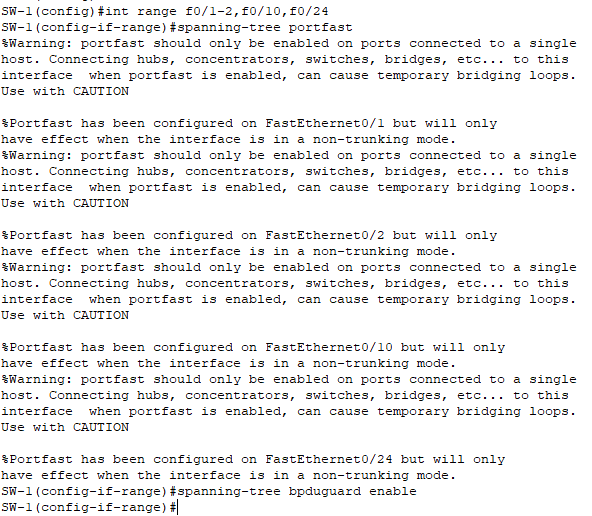 SW-1(config)#int range f0/1-2,f0/10,f0/24
SW-1(config-if-range)#spanning-tree portfast
%Warning: portfast should only be enabled on ports connected to a single
host. Connecting hubs, concentrators, switches, bridges, etc... to this
interface  when portfast is enabled, can cause temporary bridging loops.
Use with CAUTION

%Portfast has been configured on FastEthernet0/1 but will only
have effect when the interface is in a non-trunking mode.
%Warning: portfast should only be enabled on ports connected to a single
host. Connecting hubs, concentrators, switches, bridges, etc... to this
interface  when portfast is enabled, can cause temporary bridging loops.
Use with CAUTION

%Portfast has been configured on FastEthernet0/2 but will only
have effect when the interface is in a non-trunking mode.
%Warning: portfast should only be enabled on ports connected to a single
host. Connecting hubs, concentrators, switches, bridges, etc... to this
interface  when portfast is enabled, can cause temporary bridging loops.
Use with CAUTION

%Portfast has been configured on FastEthernet0/10 but will only
have effect when the interface is in a non-trunking mode.
%Warning: portfast should only be enabled on ports connected to a single
host. Connecting hubs, concentrators, switches, bridges, etc... to this
interface  when portfast is enabled, can cause temporary bridging loops.
Use with CAUTION

%Portfast has been configured on FastEthernet0/24 but will only
have effect when the interface is in a non-trunking mode.
SW-1(config-if-range)#spanning-tree bpduguard enable
SW-1(config-if-range)#